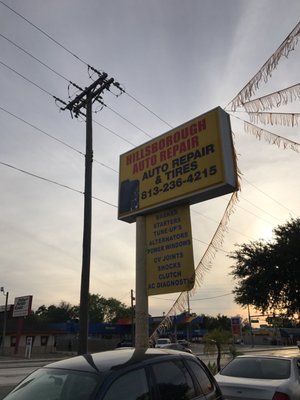 HILLSBOROUGH
AUTO REPAIR
AUTO REPAIR
& TIRES
813-236-4215
BRAKES
STARTERS
TUNE-UP'S
ALTERNATORS
POWER WINDOWS
CV JOINTS
SHOCKS
CLUTCH
AC DIAGNOSTIC